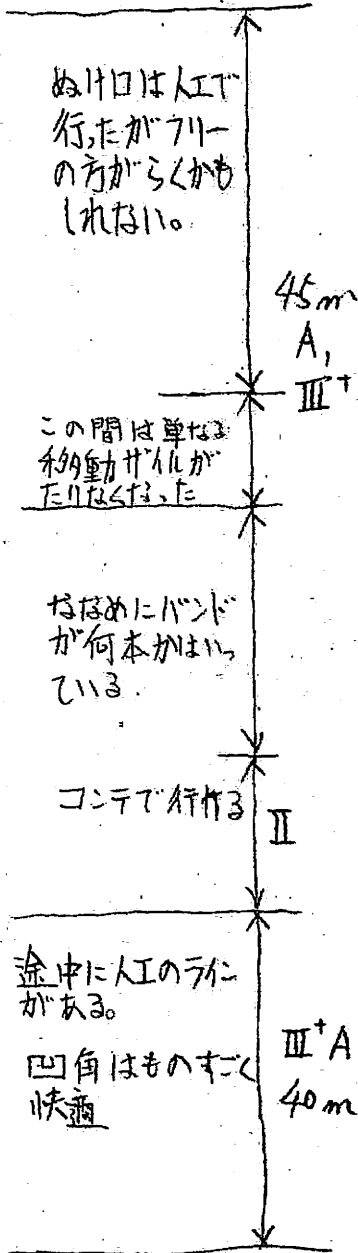 ぬけ口は人工で
行ったがフリー
の方がらくかも
しれない。
45m
A,
III+
この間は単なる
移動ザイルが
たりなくなった
ななめにバンド
が何本かはいっ
ている.
コンテで行ける
II
途中に人工のライン
がある。
凹角はものすごく
快適
III+A
40m